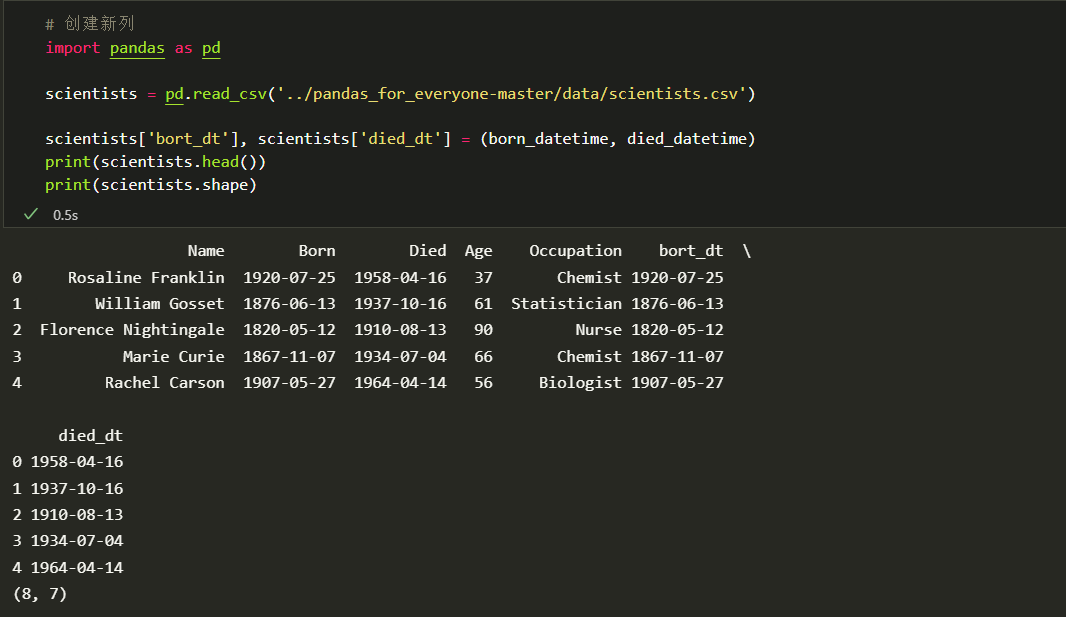 # 创建新列
import pandas as pd
scientists = pd.read_csv('../pandas_for_everyone-master/data/scientists.csv')
scientists['bort_dt'], scientists['died_dt'] = (born_datetime, died_datetime)
print(scientists.head())
print(scientists.shape)
0.5s
Name Born Died Age Occupation bort_dt \
0 Rosaline Franklin 1920-07-25 1958-04-16 37 Chemist 1920-07-25
1 William Gosset 1876-06-13 1937-10-16 61 Statistician 1876-06-13
2 Florence Nightingale 1820-05-12 1910-08-13 90 Nurse 1820-05-12
3 Marie Curie 1867-11-07 1934-07-04 66 Chemist 1867-11-07
4 Rachel Carson 1907-05-27 1964-04-14 56 Biologist 1907-05-27
died_dt
0 1958-04-16
1 1937-10-16
2 1910-08-13
3 1934-07-04
4 1964-04-14
(8, 7)